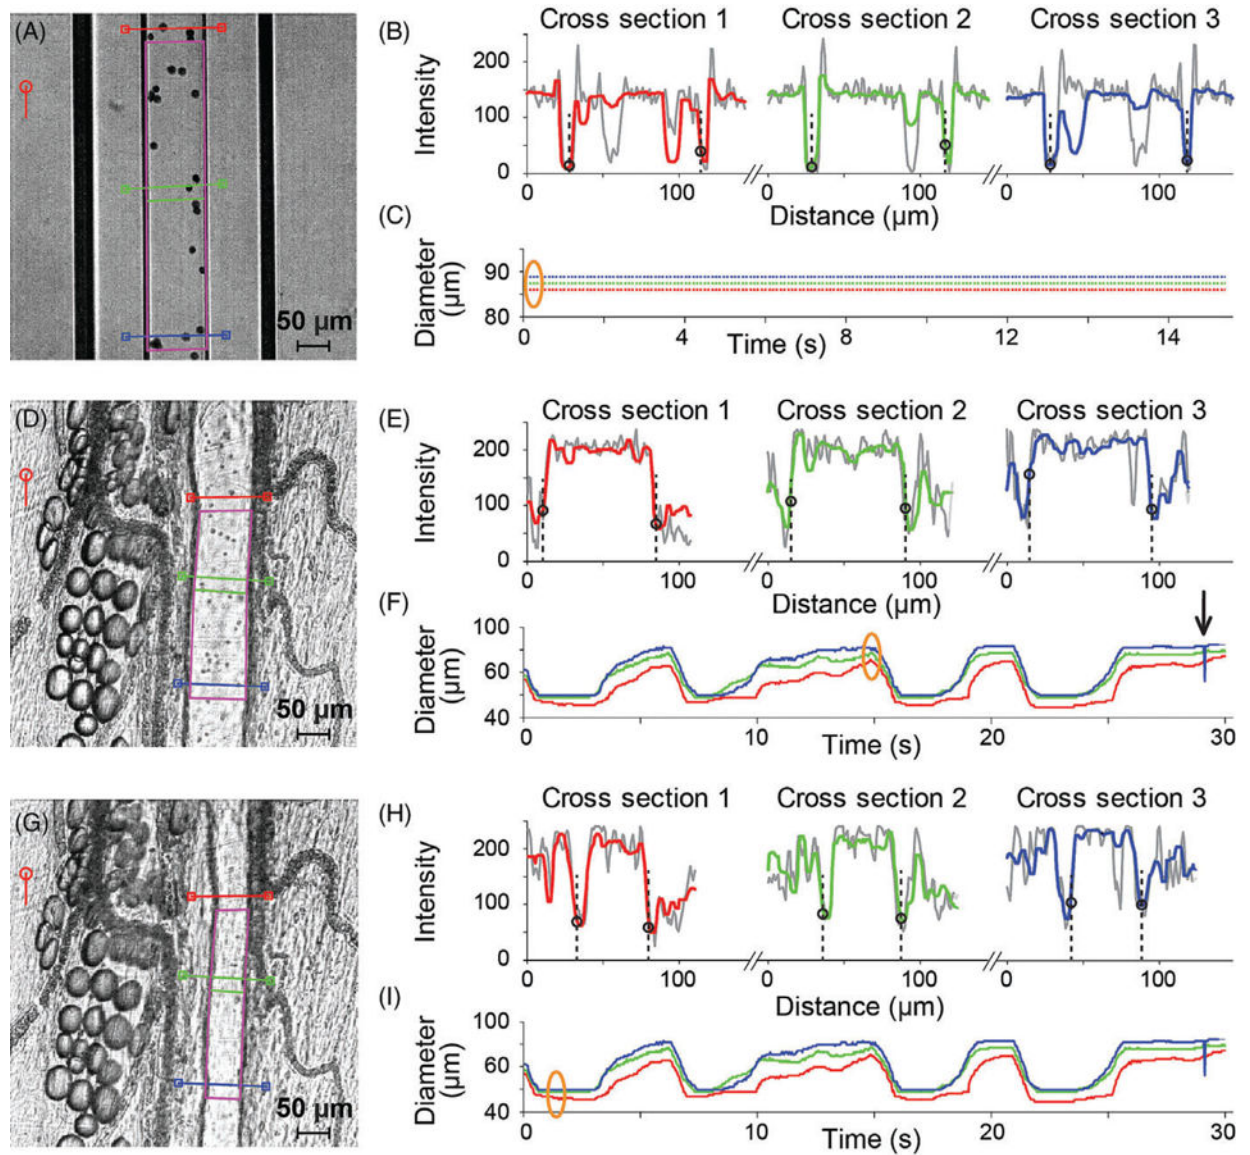 (A)
50 μm
(B)
Cross section 1
Cross section 2
Cross section 3
Intensity
200
100
0
0
100
0
100
0
100
Distance (μm)
(C)
Diameter
(μm)
90
80
0
4
8
12
14
Time (s)
(D)
50 μm
(E)
Cross section 1
Cross section 2
Cross section 3
Intensity
200
100
0
0
100
0
100
0
100
Distance (μm)
(F)
Diameter
(μm)
100
60
40
0
10
15
20
30
Time (s)
(G)
50 μm
(H)
Cross section 1
Cross section 2
Cross section 3
Intensity
200
100
0
0
100
0
100
0
100
Distance (μm)
(I)
Diameter
(μm)
100
60
40
0
10
15
20
30
Time (s)